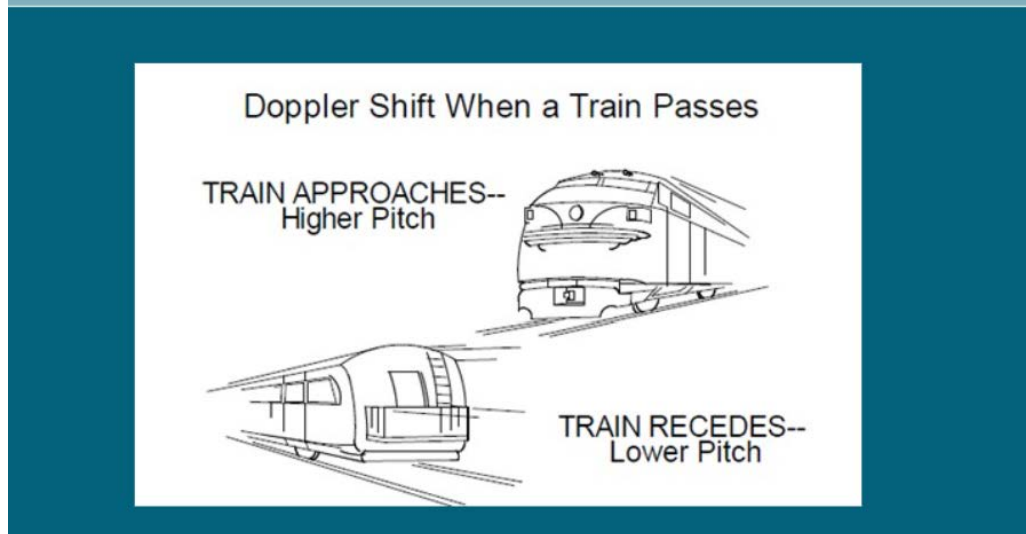 Doppler Shift When a Train Passes
TRAIN APPROACHES--
Higher Pitch
TRAIN RECEDES--
Lower Pitch